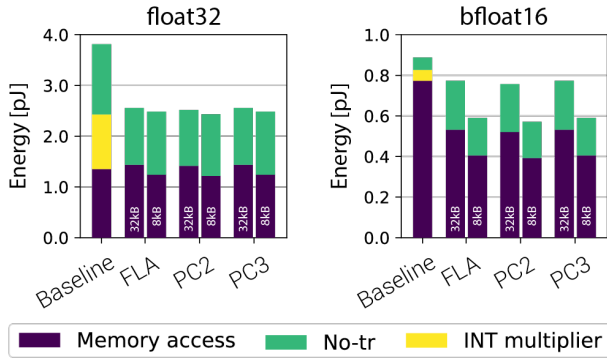 float32
Energy [pJ]
4.0
3.0
2.0
1.0
0.0
32kB
8kB
32kB
8kB
32kB
8kB
Baseline
FLA
PC2
PC3
bfloat16
Energy [pJ]
1.0
0.8
0.6
0.4
0.2
0.0
32kB
8kB
32kB
8kB
32kB
8kB
Baseline
FLA
PC2
PC3
Memory access
No-tr
INT multiplier